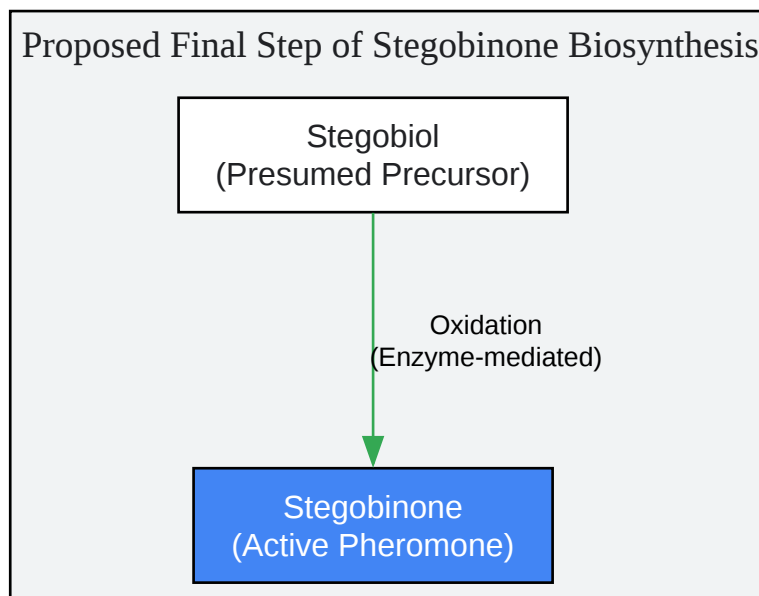 Proposed Final Step of Stegobinone Biosynthesis
Stegobiol
(Presumed Precursor)
Oxidation
(Enzyme-mediated)
Stegobinone
(Active Pheromone)